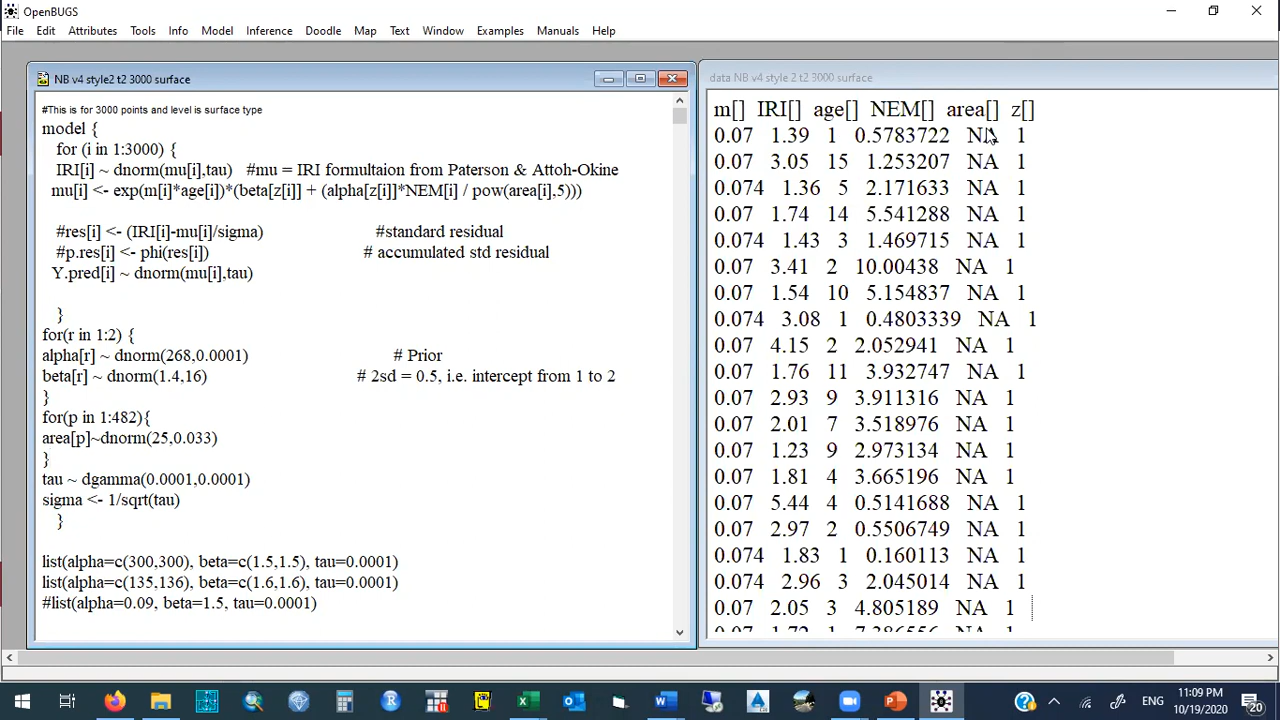 OpenBUGS
File Edit Attributes Tools Info Model Inference Doodle Map Text Window Examples Manuals Help
NB v4 style2 t2 3000 surface
#This is for 3000 points and level is surface type
model {
for (i in 1:3000) {
IRI[i] ~ dnorm(mu[i],tau) #mu = IRI formultaion from Paterson & Attoh-Okine
mu[i] <- exp(m[i]*age[i])*(beta[z[i]] + (alpha[z[i]]*NEM[i] / pow(area[i],5)))
#res[i] <- (IRI[i]-mu[i]/sigma) #standard residual
#p.res[i] <- phi(res[i]) # accumulated std residual
Y.pred[i] ~ dnorm(mu[i],tau)
}
for(r in 1:2) {
alpha[r] ~ dnorm(268,0.0001) # Prior
beta[r] ~ dnorm(1.4,16) # 2sd = 0.5, i.e. intercept from 1 to 2
}
for(p in 1:482){
area[p]~dnorm(25,0.033)
}
tau ~ dgamma(0.0001,0.0001)
sigma <- 1/sqrt(tau)
}
list(alpha=c(300,300), beta=c(1.5,1.5), tau=0.0001)
list(alpha=c(135,136), beta=c(1.6,1.6), tau=0.0001)
#list(alpha=0.09, beta=1.5, tau=0.0001)
data NB v4 style 2 t2 3000 surface
m[] IRI[] age[] NEM[] area[] z[]
0.07 1.39 1 0.5783722 NA 1
0.07 3.05 15 1.253207 NA 1
0.074 1.36 5 2.171633 NA 1
0.07 1.74 14 5.541288 NA 1
0.074 1.43 3 1.469715 NA 1
0.07 3.41 2 10.00438 NA 1
0.07 1.54 10 5.154837 NA 1
0.074 3.08 1 0.4803339 NA 1
0.07 4.15 2 2.052941 NA 1
0.07 1.76 11 3.932747 NA 1
0.07 2.93 9 3.911316 NA 1
0.07 2.01 7 3.518976 NA 1
0.07 1.23 9 2.973134 NA 1
0.07 1.81 4 3.665196 NA 1
0.07 5.44 4 0.5141688 NA 1
0.07 2.97 2 0.5506749 NA 1
0.074 1.83 1 0.160113 NA 1
0.074 2.96 3 2.045014 NA 1
0.07 2.05 3 4.805189 NA 1
0.07 1.72 1 7.386556 NA 1
ENG
11:09 PM
10/19/2020
20